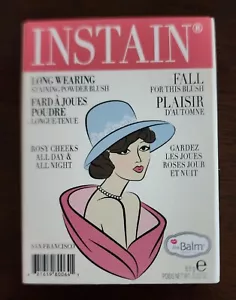 INSTAIN®
LONG WEARING
STAINING POWDER BLUSH
FARD À JOUES
POUDRE
LONGUE TENUE
FALL
FOR THIS BLUSH
PLAISIR
D'AUTOMNE
ROSY CHEEKS
ALL DAY &
ALL NIGHT
GARDEZ
LES JOUES
ROSES JOUR
ET NUIT
SAN FRANCISCO
theBalm®